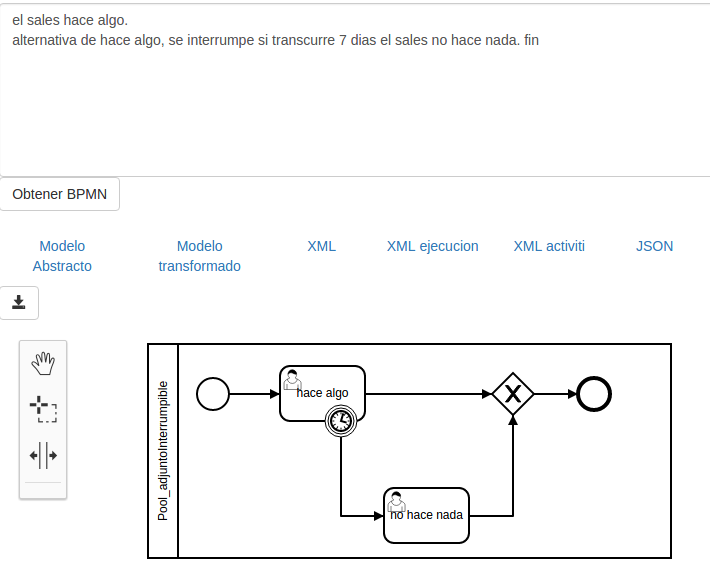 el sales hace algo.
alternativa de hace algo, se interrumpe si transcurre 7 dias el sales no hace nada. fin
Obtener BPMN
Modelo
Abstracto
Modelo
transformado
XML
XML ejecucion
XML activiti
JSON
Pool_adjuntoInterrumpible
hace algo
X
no hace nada